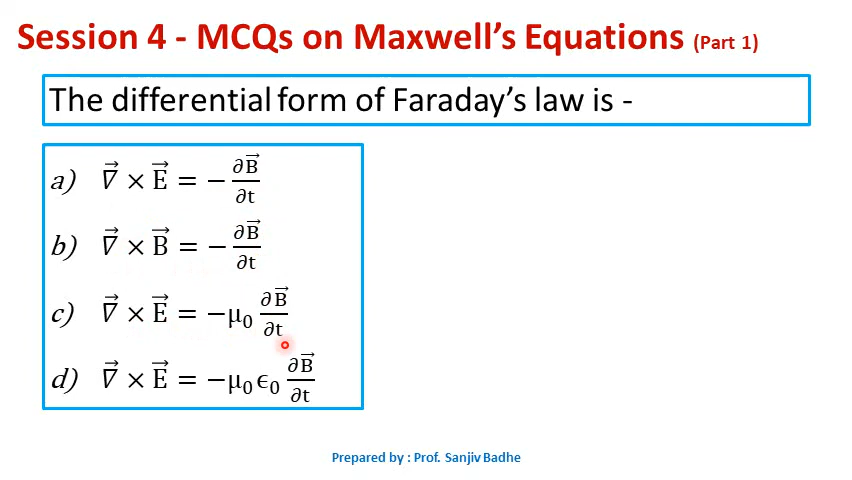 Session 4 - MCQs on Maxwell’s Equations (Part 1)
The differential form of Faraday’s law is -
a) ∇⃗ × E⃗ = −∂B⃗/∂t
b) ∇⃗ × B⃗ = −∂B⃗/∂t
c) ∇⃗ × E⃗ = −μ₀ ∂B⃗/∂t
d) ∇⃗ × E⃗ = −μ₀ϵ₀ ∂B⃗/∂t
Prepared by : Prof. Sanjiv Badhe